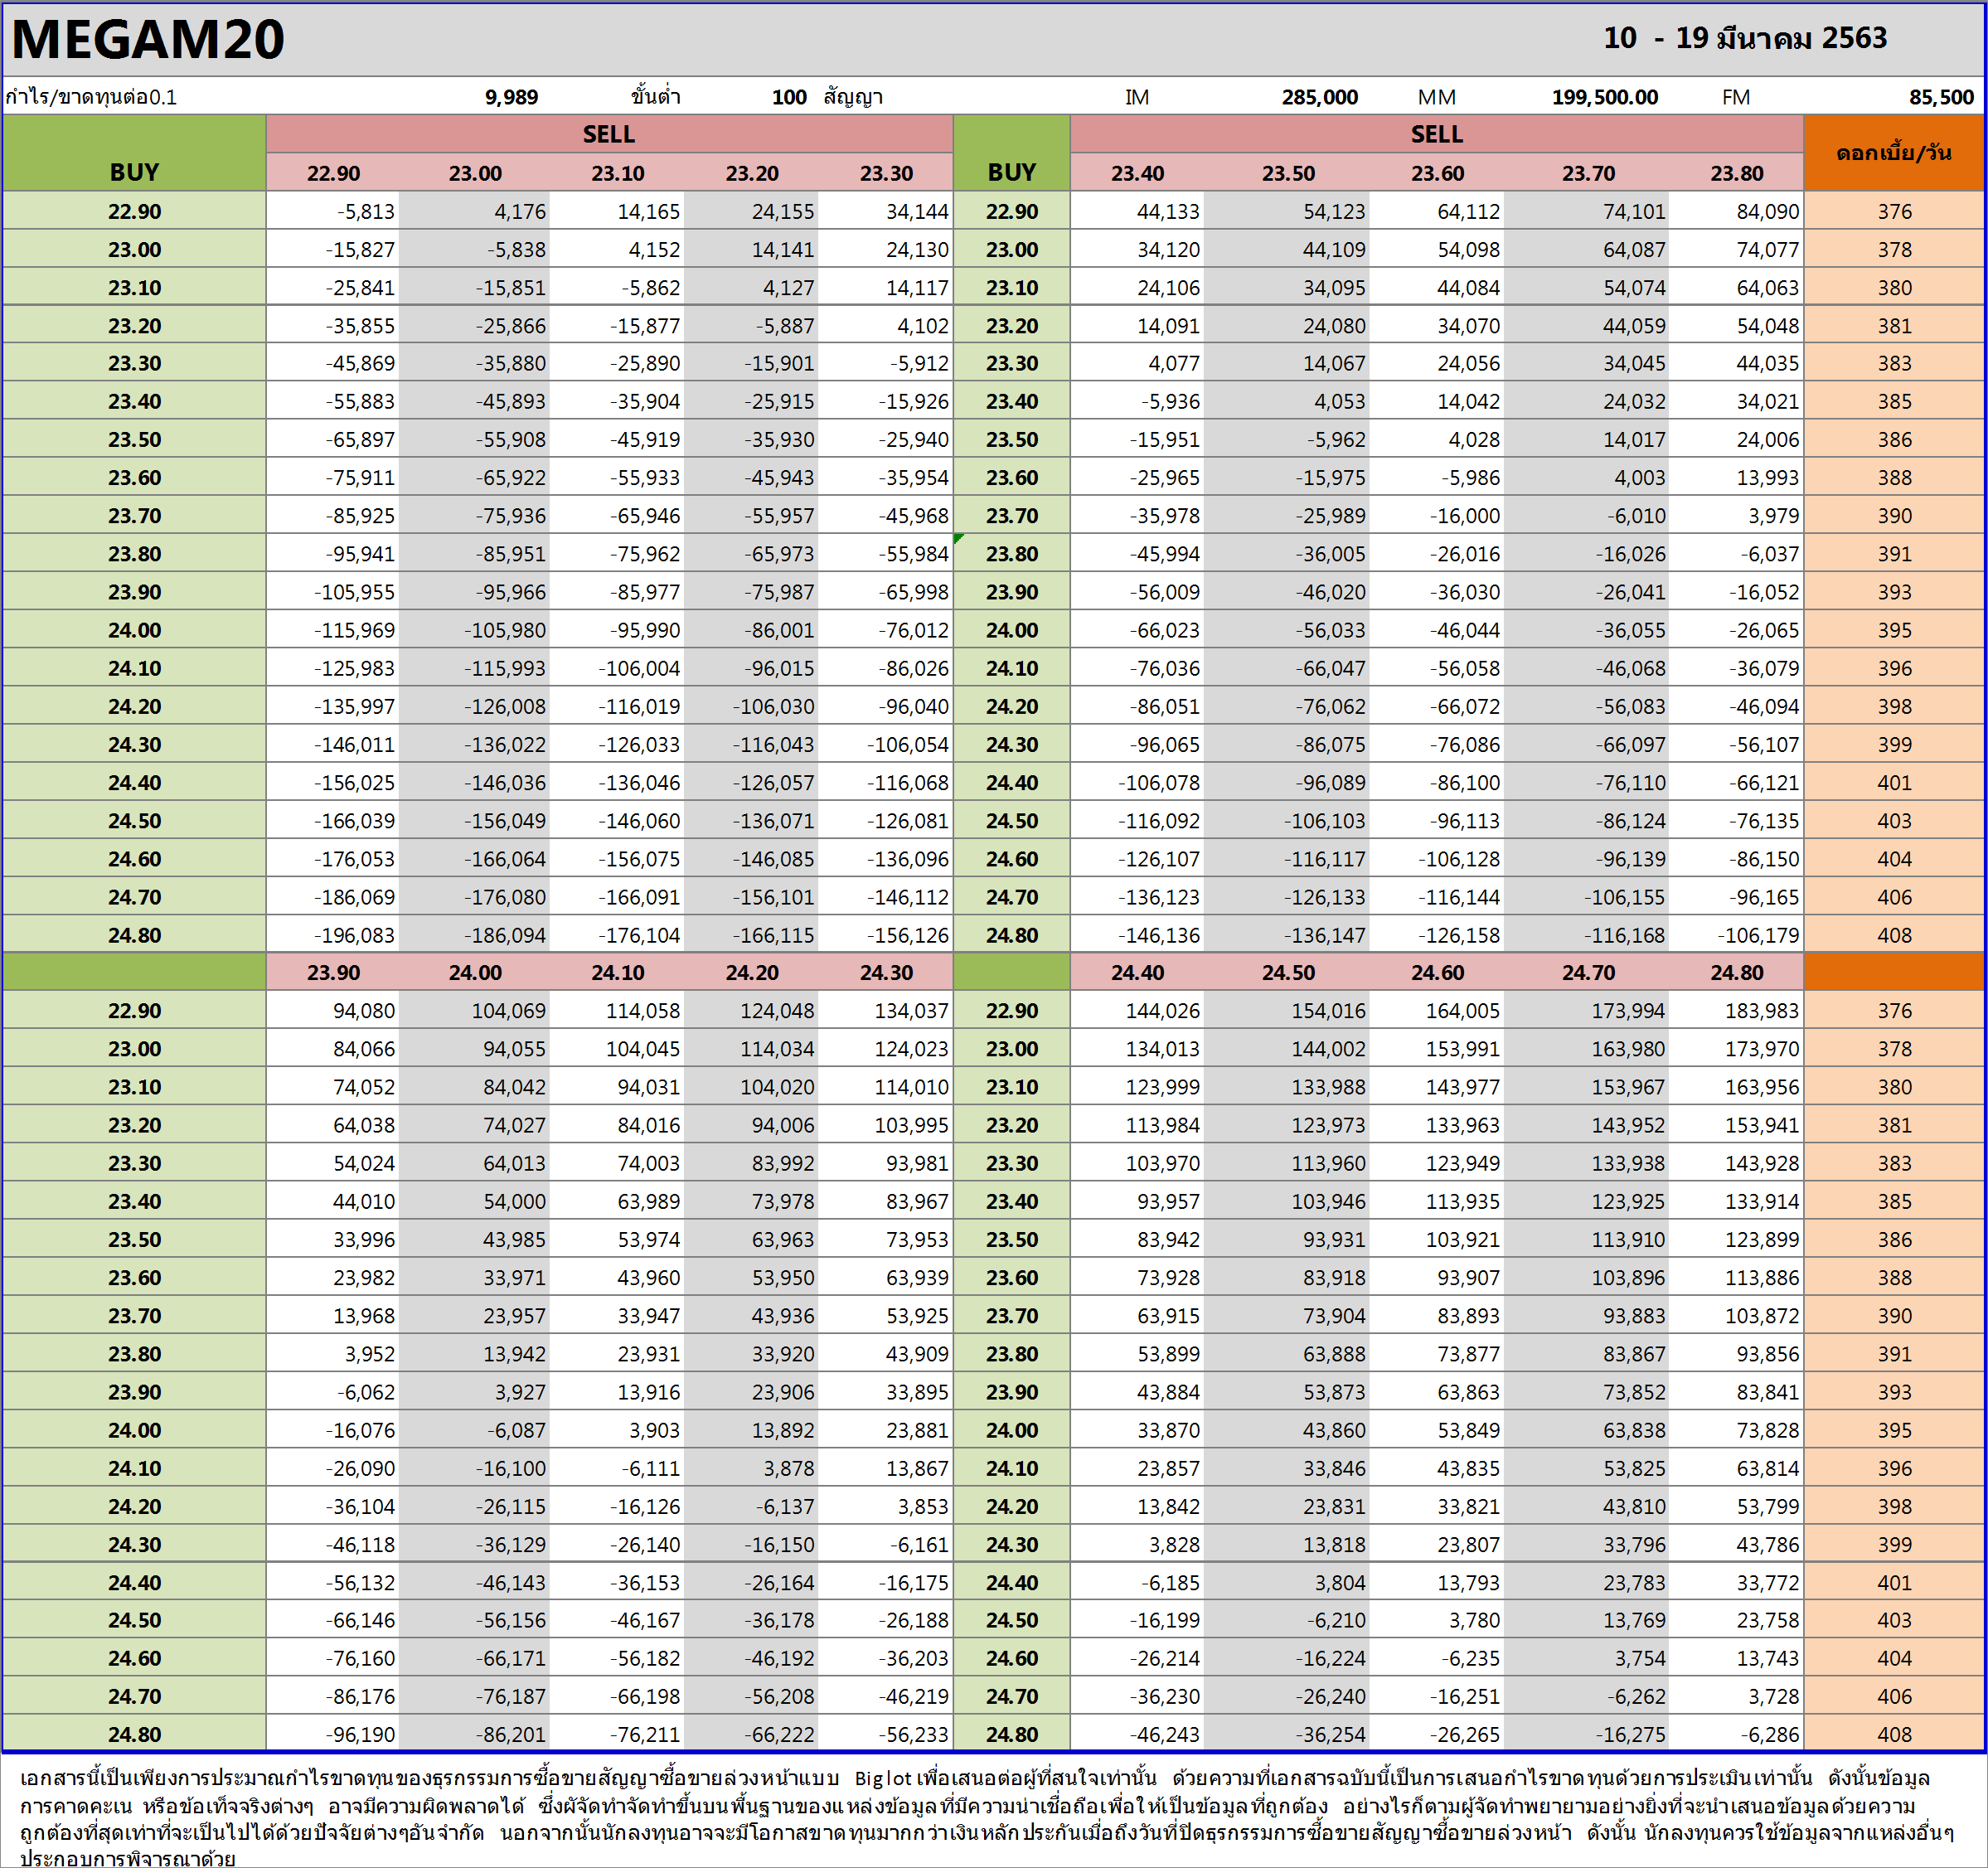 MEGAM20 10 - 19 มีนาคม 2563
กำไร/ขาดทุนต่อ0.1 9,989 ขั้นต่ำ 100 สัญญา IM 285,000 MM 199,500.00 FM 85,500
BUY SELL BUY SELL ดอกเบี้ย/วัน
22.90 23.00 23.10 23.20 23.30 23.40 23.50 23.60 23.70 23.80
22.90 -5,813 4,176 14,165 24,155 34,144 22.90 44,133 54,123 64,112 74,101 84,090 376
23.00 -15,827 -5,838 4,152 14,141 24,130 23.00 34,120 44,109 54,098 64,087 74,077 378
23.10 -25,841 -15,851 -5,862 4,127 14,117 23.10 24,106 34,095 44,084 54,074 64,063 380
23.20 -35,855 -25,866 -15,877 -5,887 4,102 23.20 14,091 24,080 34,070 44,059 54,048 381
23.30 -45,869 -35,880 -25,890 -15,901 -5,912 23.30 4,077 14,067 24,056 34,045 44,035 383
23.40 -55,883 -45,893 -35,904 -25,915 -15,926 23.40 -5,936 4,053 14,042 24,032 34,021 385
23.50 -65,897 -55,908 -45,919 -35,930 -25,940 23.50 -15,951 -5,962 4,028 14,017 24,006 386
23.60 -75,911 -65,922 -55,933 -45,943 -35,954 23.60 -25,965 -15,975 -5,986 4,003 13,993 388
23.70 -85,925 -75,936 -65,946 -55,957 -45,968 23.70 -35,978 -25,989 -16,000 -6,010 3,979 390
23.80 -95,941 -85,951 -75,962 -65,973 -55,984 23.80 -45,994 -36,005 -26,016 -16,026 -6,037 391
23.90 -105,955 -95,966 -85,977 -75,987 -65,998 23.90 -56,009 -46,020 -36,030 -26,041 -16,052 393
24.00 -115,969 -105,980 -95,990 -86,001 -76,012 24.00 -66,023 -56,033 -46,044 -36,055 -26,065 395
24.10 -125,983 -115,993 -106,004 -96,015 -86,026 24.10 -76,036 -66,047 -56,058 -46,068 -36,079 396
24.20 -135,997 -126,008 -116,019 -106,030 -96,040 24.20 -86,051 -76,062 -66,072 -56,083 -46,094 398
24.30 -146,011 -136,022 -126,033 -116,043 -106,054 24.30 -96,065 -86,075 -76,086 -66,097 -56,107 399
24.40 -156,025 -146,036 -136,046 -126,057 -116,068 24.40 -106,078 -96,089 -86,100 -76,110 -66,121 401
24.50 -166,039 -156,049 -146,060 -136,071 -126,081 24.50 -116,092 -106,103 -96,113 -86,124 -76,135 403
24.60 -176,053 -166,064 -156,075 -146,085 -136,096 24.60 -126,107 -116,117 -106,128 -96,139 -86,150 404
24.70 -186,069 -176,080 -166,091 -156,101 -146,112 24.70 -136,123 -126,133 -116,144 -106,155 -96,165 406
24.80 -196,083 -186,094 -176,104 -166,115 -156,126 24.80 -146,136 -136,147 -126,158 -116,168 -106,179 408
23.90 24.00 24.10 24.20 24.30 24.40 24.50 24.60 24.70 24.80
22.90 94,080 104,069 114,058 124,048 134,037 22.90 144,026 154,016 164,005 173,994 183,983 376
23.00 84,066 94,055 104,045 114,034 124,023 23.00 134,013 144,002 153,991 163,980 173,970 378
23.10 74,052 84,042 94,031 104,020 114,010 23.10 123,999 133,988 143,977 153,967 163,956 380
23.20 64,038 74,027 84,016 94,006 103,995 23.20 113,984 123,973 133,963 143,952 153,941 381
23.30 54,024 64,013 74,003 83,992 93,981 23.30 103,970 113,960 123,949 133,938 143,928 383
23.40 44,010 54,000 63,989 73,978 83,967 23.40 93,957 103,946 113,935 123,925 133,914 385
23.50 33,996 43,985 53,974 63,963 73,953 23.50 83,942 93,931 103,921 113,910 123,899 386
23.60 23,982 33,971 43,960 53,950 63,939 23.60 73,928 83,918 93,907 103,896 113,886 388
23.70 13,968 23,957 33,947 43,936 53,925 23.70 63,915 73,904 83,893 93,883 103,872 390
23.80 3,952 13,942 23,931 33,920 43,909 23.80 53,899 63,888 73,877 83,867 93,856 391
23.90 -6,062 3,927 13,916 23,906 33,895 23.90 43,884 53,873 63,863 73,852 83,841 393
24.00 -16,076 -6,087 3,903 13,892 23,881 24.00 33,870 43,860 53,849 63,838 73,828 395
24.10 -26,090 -16,100 -6,111 3,878 13,867 24.10 23,857 33,846 43,835 53,825 63,814 396
24.20 -36,104 -26,115 -16,126 -6,137 3,853 24.20 13,842 23,831 33,821 43,810 53,799 398
24.30 -46,118 -36,129 -26,140 -16,150 -6,161 24.30 3,828 13,818 23,807 33,796 43,786 399
24.40 -56,132 -46,143 -36,153 -26,164 -16,175 24.40 -6,185 3,804 13,793 23,783 33,772 401
24.50 -66,146 -56,156 -46,167 -36,178 -26,188 24.50 -16,199 -6,210 3,780 13,769 23,758 403
24.60 -76,160 -66,171 -56,182 -46,192 -36,203 24.60 -26,214 -16,224 -6,235 3,754 13,743 404
24.70 -86,176 -76,187 -66,198 -56,208 -46,219 24.70 -36,230 -26,240 -16,251 -6,262 3,728 406
24.80 -96,190 -86,201 -76,211 -66,222 -56,233 24.80 -46,243 -36,254 -26,265 -16,275 -6,286 408
เอกสารนี้เป็นเพียงการประมาณกำไรขาดทุนของธุรกรรมการซื้อขายสัญญาซื้อขายล่วงหน้าแบบ Biglot เพื่อเสนอต่อผู้ที่สนใจเท่านั้น ด้วยความที่เอกสารฉบับนี้เป็นการเสนอกำไรขาดทุนด้วยการประเมินเท่านั้น ดังนั้นข้อมูล
การคาดคะเน หรือข้อเท็จจริงต่างๆ อาจมีความผิดพลาดได้ ซึ่งผัจัดทำจัดทำขึ้นบนพื้นฐานของแหล่งข้อมูลที่มีความน่าเชื่อถือเพื่อให้เป็นข้อมูลที่ถูกต้อง อย่างไรก็ตามผู้จัดทำพยายามอย่างยิ่งที่จะนำเสนอข้อมูลด้วยความ
ถูกต้องที่สุดเท่าที่จะเป็นไปได้ด้วยปัจจัยต่างๆอันจำกัด นอกจากนั้นนักลงทุนอาจจะมีโอกาสขาดทุนมากกว่าเงินหลักประกันเมื่อถึงวันที่ปิดธุรกรรมการซื้อขายสัญญาซื้อขายล่วงหน้า ดังนั้น นักลงทุนควรใช้ข้อมูลจากแหล่งอื่นๆ
ประกอบการพิจารณาด้วย